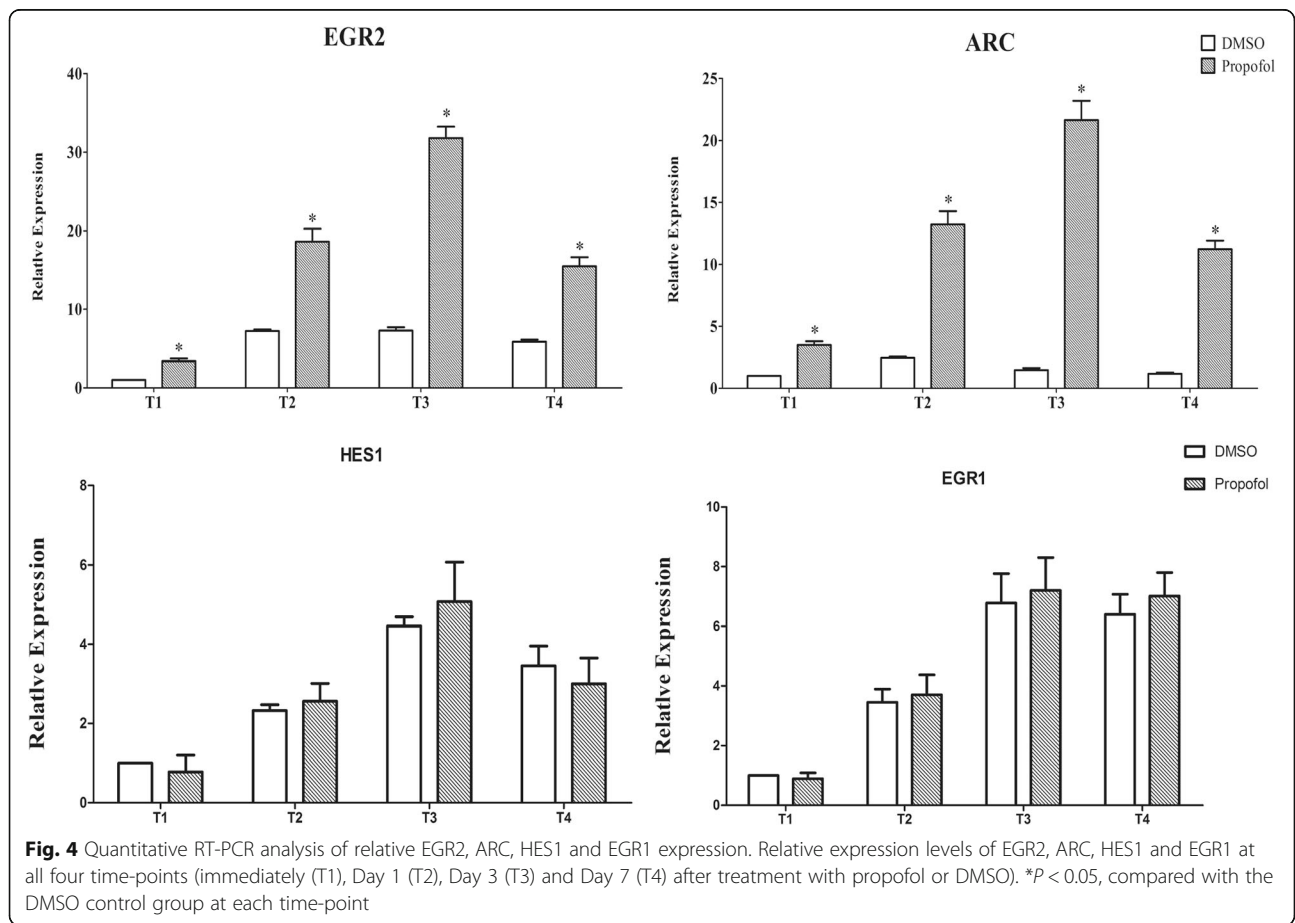 EGR2
DMSO
Propofol
Relative Expression
40
30
20
10
0
*
*
*
*
T1
T2
T3
T4
ARC
Relative Expression
25
20
15
10
5
0
*
*
*
*
T1
T2
T3
T4
HES1
Relative Expression
8
6
4
2
0
T1
T2
T3
T4
DMSO
Propofol
EGR1
Relative Expression
10
8
6
4
2
0
T1
T2
T3
T4
Fig. 4 Quantitative RT-PCR analysis of relative EGR2, ARC, HES1 and EGR1 expression. Relative expression levels of EGR2, ARC, HES1 and EGR1 at
all four time-points (immediately (T1), Day 1 (T2), Day 3 (T3) and Day 7 (T4) after treatment with propofol or DMSO). *P < 0.05, compared with the
DMSO control group at each time-point